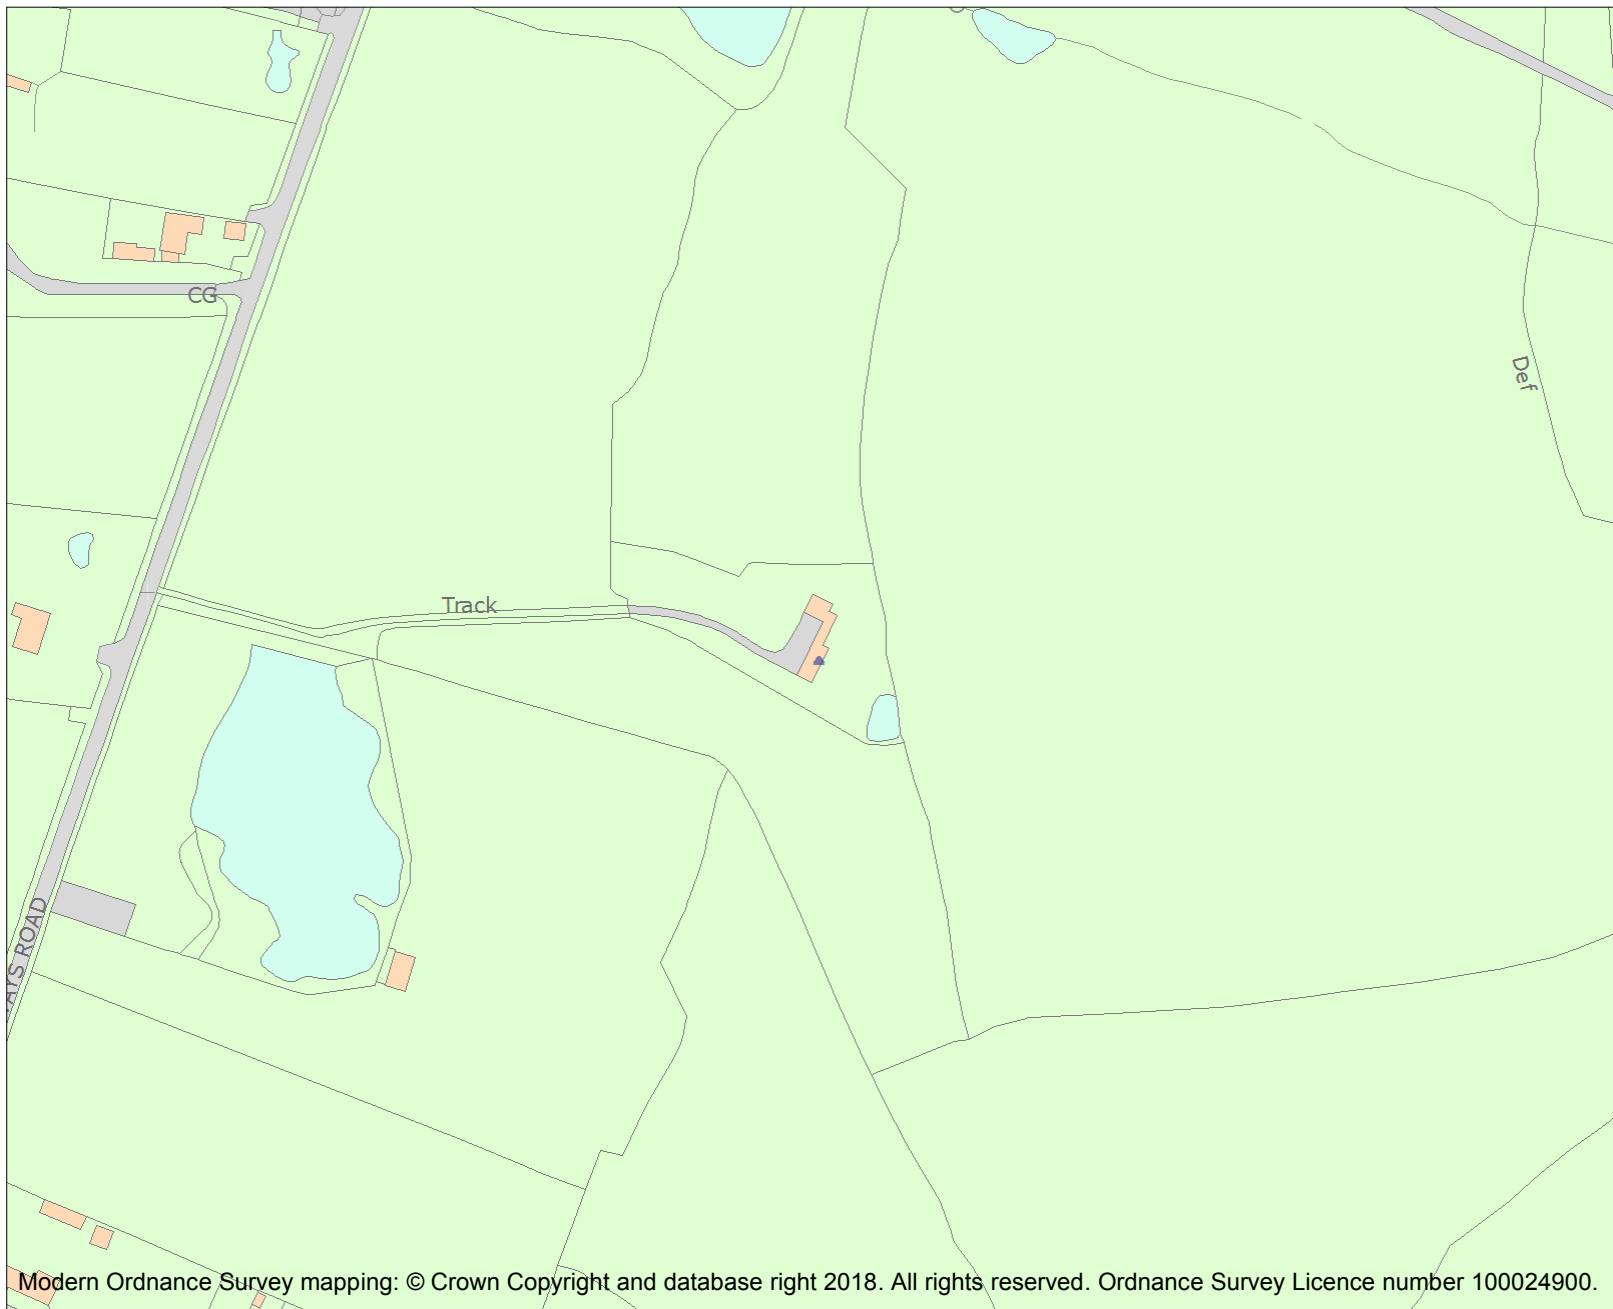 CG
Def
Track
AYS ROAD
Modern Ordnance Survey mapping: © Crown Copyright and database right 2018. All rights reserved. Ordnance Survey Licence number 100024900.